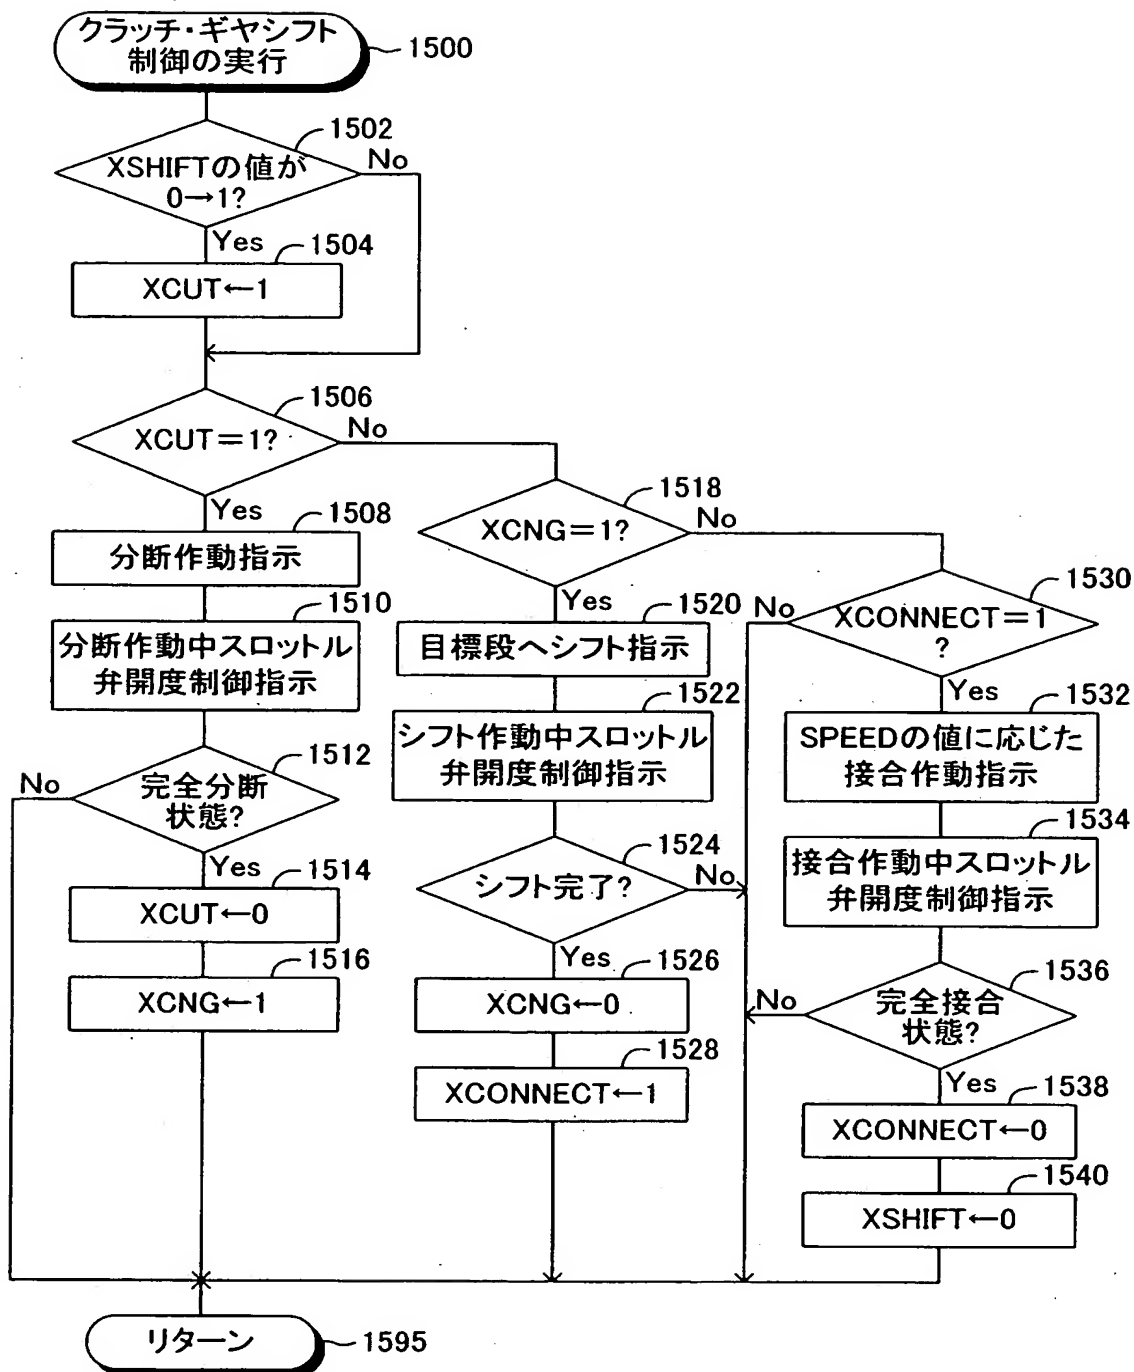 クラッチ・ギヤシフト
制御の実行
1500
1502
XSHIFTの値が
0→1?
No
Yes
1504
XCUT←1
1506
XCUT=1?
No
Yes
1508
分断作動指示
1510
分断作動中スロットル
弁開度制御指示
1512
No
完全分断
状態?
Yes
1514
XCUT←0
1516
XCNG←1
1518
XCNG=1?
No
Yes
1520
目標段へシフト指示
1522
シフト作動中スロットル
弁開度制御指示
1524
シフト完了?
No
Yes
1526
XCNG←0
1528
XCONNECT←1
1530
No
XCONNECT=1
?
Yes
1532
SPEEDの値に応じた
接合作動指示
1534
接合作動中スロットル
弁開度制御指示
1536
No
完全接合
状態?
Yes
1538
XCONNECT←0
1540
XSHIFT←0
リターン
1595